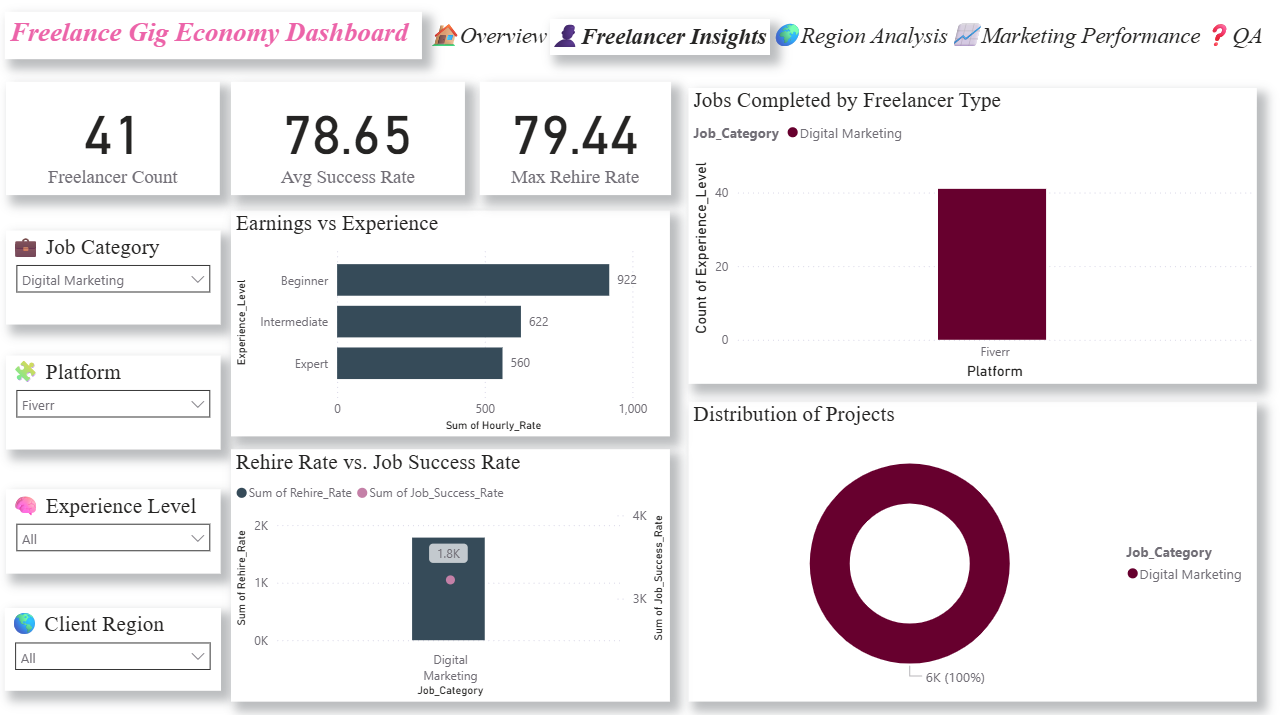 Freelance Gig Economy Dashboard
Overview
Freelancer Insights
Region Analysis
Marketing Performance
QA
41
Freelancer Count
78.65
Avg Success Rate
79.44
Max Rehire Rate
Job Category
Digital Marketing
Platform
Fiverr
Experience Level
All
Client Region
All
Earnings vs Experience
Experience_Level
Beginner
922
Intermediate
622
Expert
560
0
500
1,000
Sum of Hourly_Rate
Rehire Rate vs. Job Success Rate
Sum of Rehire_Rate
Sum of Job_Success_Rate
Sum of Rehire_Rate
2K
1K
0K
1.8K
4K
3K
Sum of Job_Success_Rate
Digital
Marketing
Job_Category
Jobs Completed by Freelancer Type
Job_Category
Digital Marketing
Count of Experience_Level
40
20
0
Fiverr
Platform
Distribution of Projects
6K (100%)
Job_Category
Digital Marketing